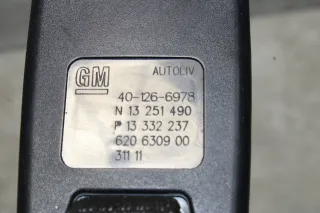 GM AUTOLIV
40-126-6978
N 13 251 490
P 13 332 237
620 6309 00
311 11